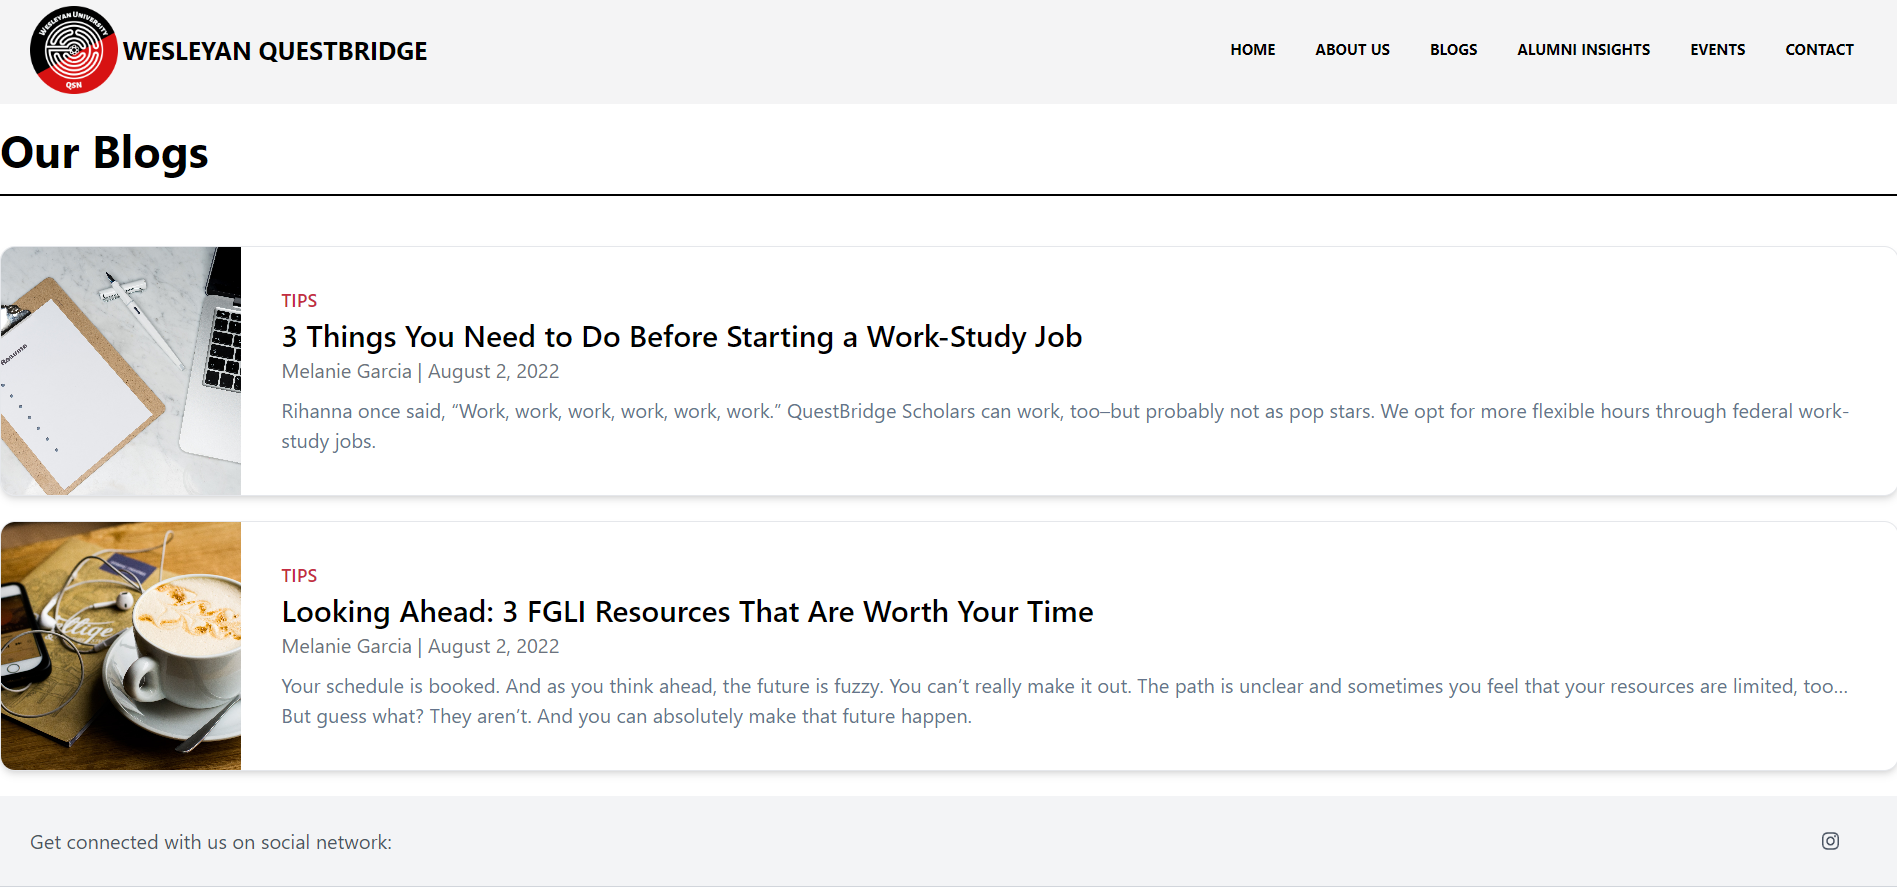 WESLEYAN UNIVERSITY
QSN
WESLEYAN QUESTBRIDGE
HOME
ABOUT US
BLOGS
ALUMNI INSIGHTS
EVENTS
CONTACT
Our Blogs
Resume
TIPS
3 Things You Need to Do Before Starting a Work-Study Job
Melanie Garcia | August 2, 2022
Rihanna once said, “Work, work, work, work, work, work.” QuestBridge Scholars can work, too–but probably not as pop stars. We opt for more flexible hours through federal work-
study jobs.
TIPS
Looking Ahead: 3 FGLI Resources That Are Worth Your Time
Melanie Garcia | August 2, 2022
Your schedule is booked. And as you think ahead, the future is fuzzy. You can’t really make it out. The path is unclear and sometimes you feel that your resources are limited, too…
But guess what? They aren’t. And you can absolutely make that future happen.
Get connected with us on social network: